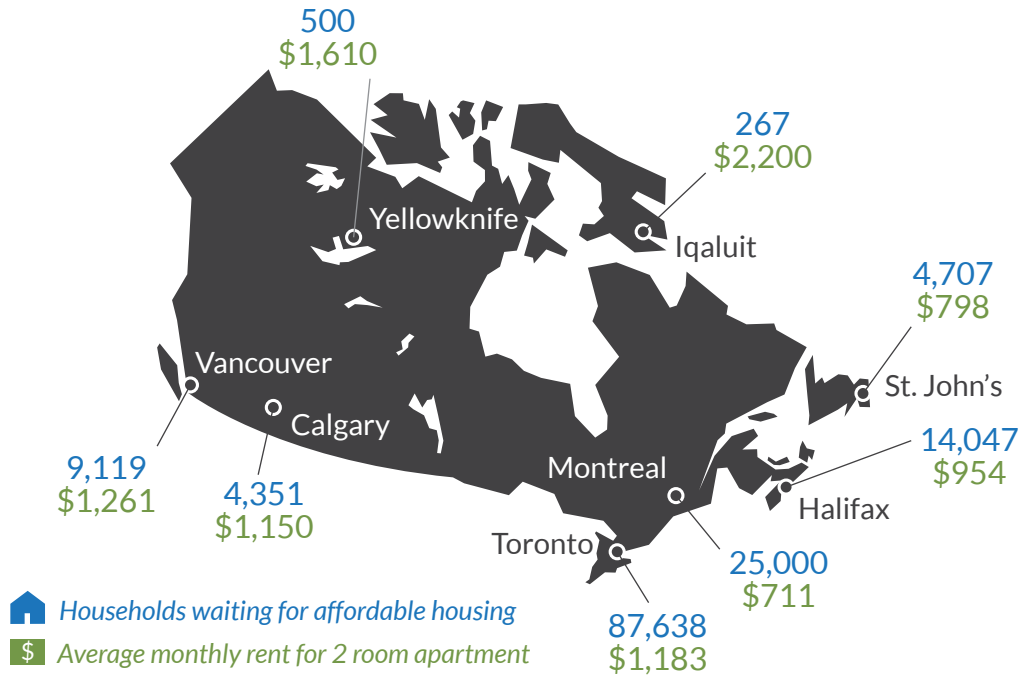 500
$1,610
267
$2,200
Yellowknife
Iqaluit
4,707
$798
Vancouver
St. John’s
Calgary
14,047
$954
9,119
$1,261
4,351
$1,150
Montreal
Halifax
Toronto
25,000
$711
Households waiting for affordable housing
87,638
$1,183
$
Average monthly rent for 2 room apartment